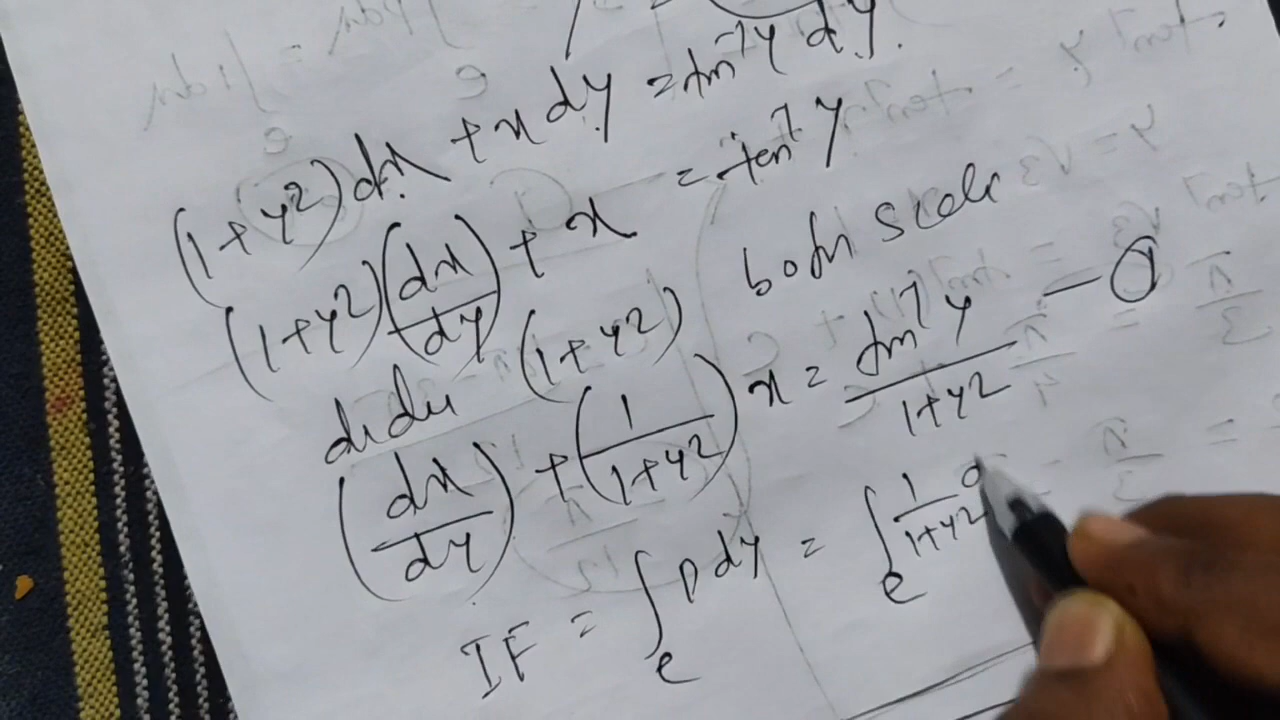 (1+y²)dx + x dy = tan⁻¹y dy.
(1+y²)(dx/dy) + x = tan⁻¹y
divide (1+y²) both side
(dx/dy) + (1/(1+y²)) x = tan⁻¹y/(1+y²) — ①
IF = e^∫P dy = e^∫1/(1+y²) d